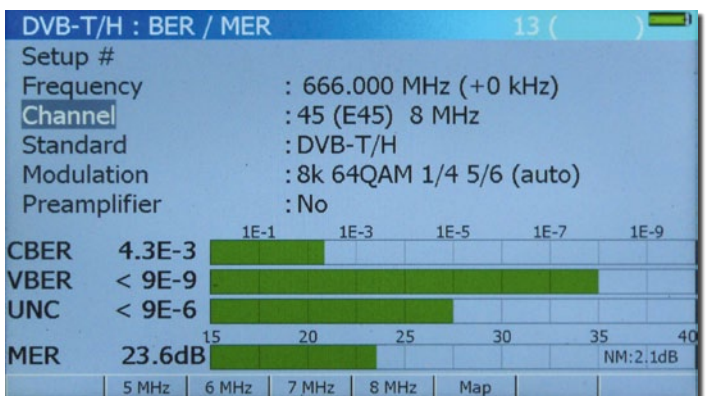 DVB-T/H : BER / MER 13 ( )
Setup #
Frequency : 666.000 MHz (+0 kHz)
Channel : 45 (E45) 8 MHz
Standard : DVB-T/H
Modulation : 8k 64QAM 1/4 5/6 (auto)
Preamplifier : No
1E-1 1E-3 1E-5 1E-7 1E-9
CBER 4.3E-3
VBER < 9E-9
UNC < 9E-6
15 20 25 30 35 40
MER 23.6dB NM:2.1dB
5 MHz 6 MHz 7 MHz 8 MHz Map